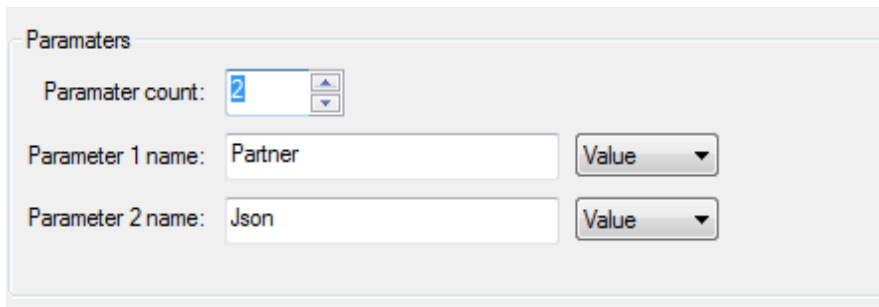 Paramaters
Paramater count: 2
Parameter 1 name: Partner Value
Parameter 2 name: Json Value